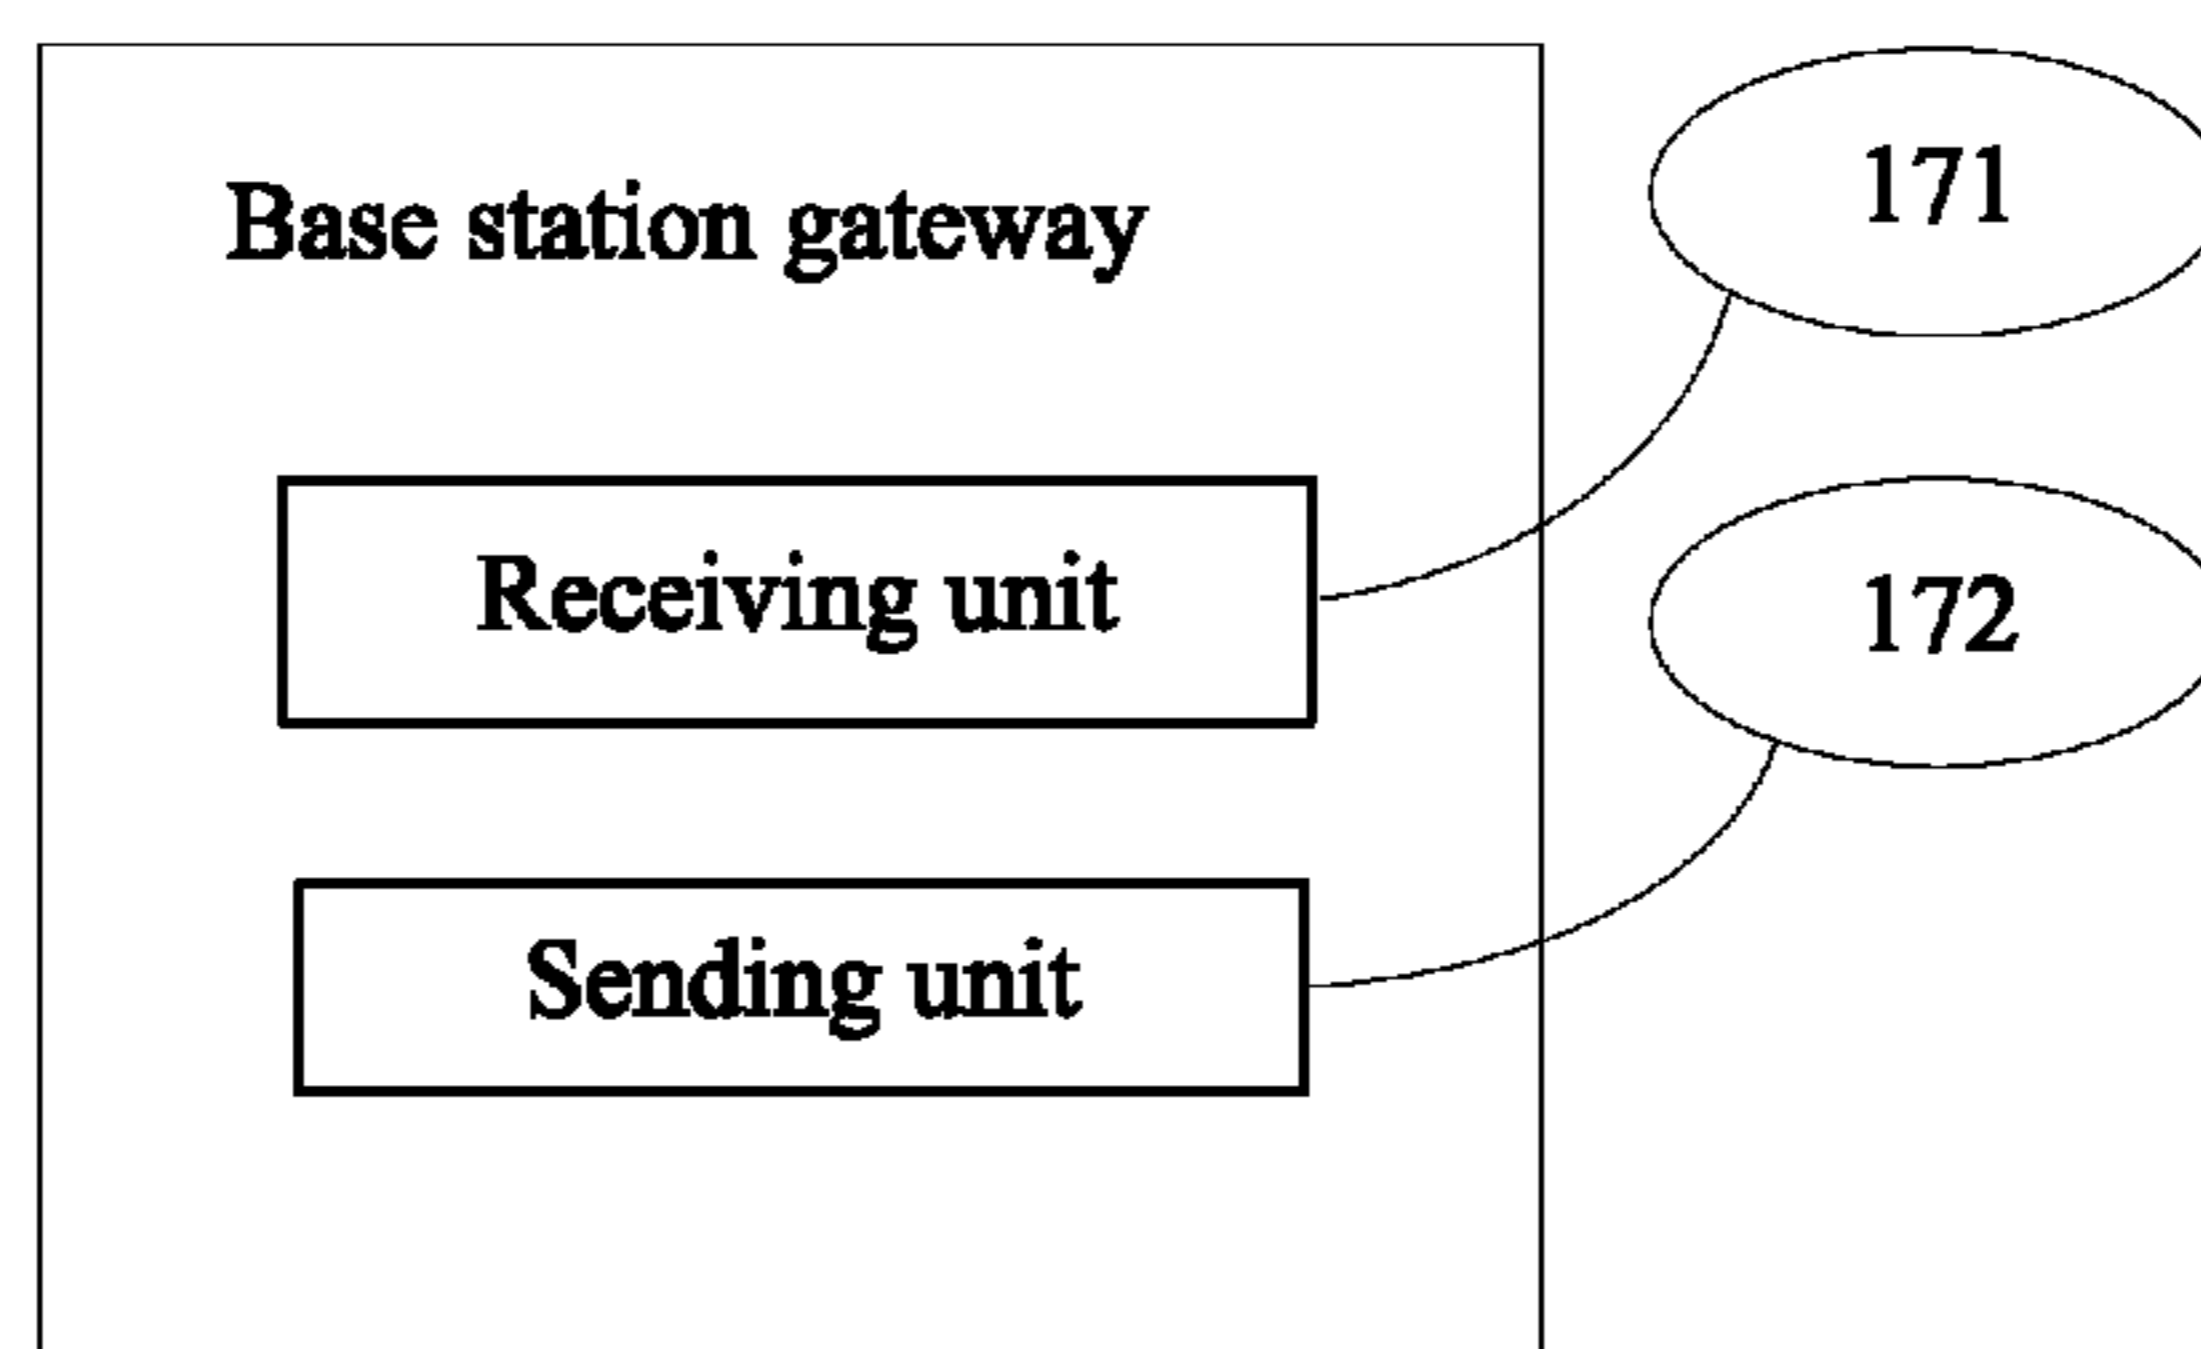 Base station gateway
171
Receiving unit
172
Sending unit